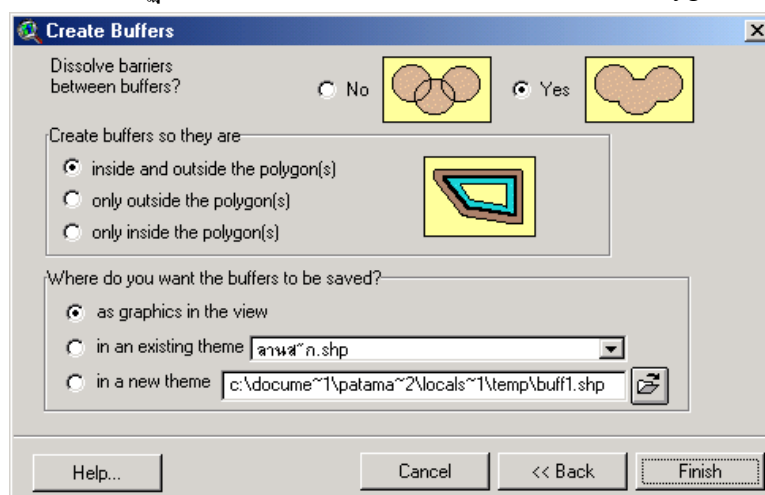 Create Buffers
Dissolve barriers
between buffers?
No
Yes
Create buffers so they are
inside and outside the polygon(s)
only outside the polygon(s)
only inside the polygon(s)
Where do you want the buffers to be saved?
as graphics in the view
in an existing theme
.shp
in a new theme
c:\docume~1\patama~2\locals~1\temp\buff1.shp
Help...
Cancel
<< Back
Finish